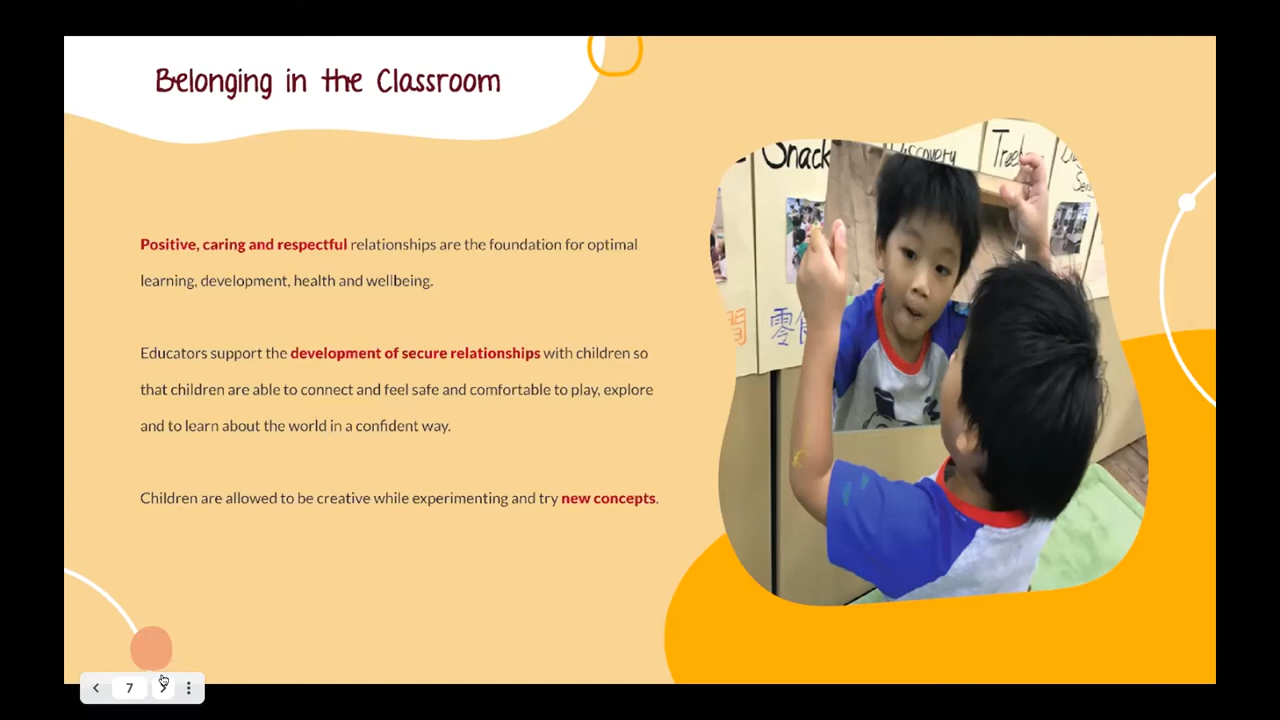 Belonging in the Classroom
Snack
Discovery
Positive, caring and respectful relationships are the foundation for optimal
learning, development, health and wellbeing.
Educators support the development of secure relationships with children so
that children are able to connect and feel safe and comfortable to play, explore
and to learn about the world in a confident way.
Children are allowed to be creative while experimenting and try new concepts.
間 零
7